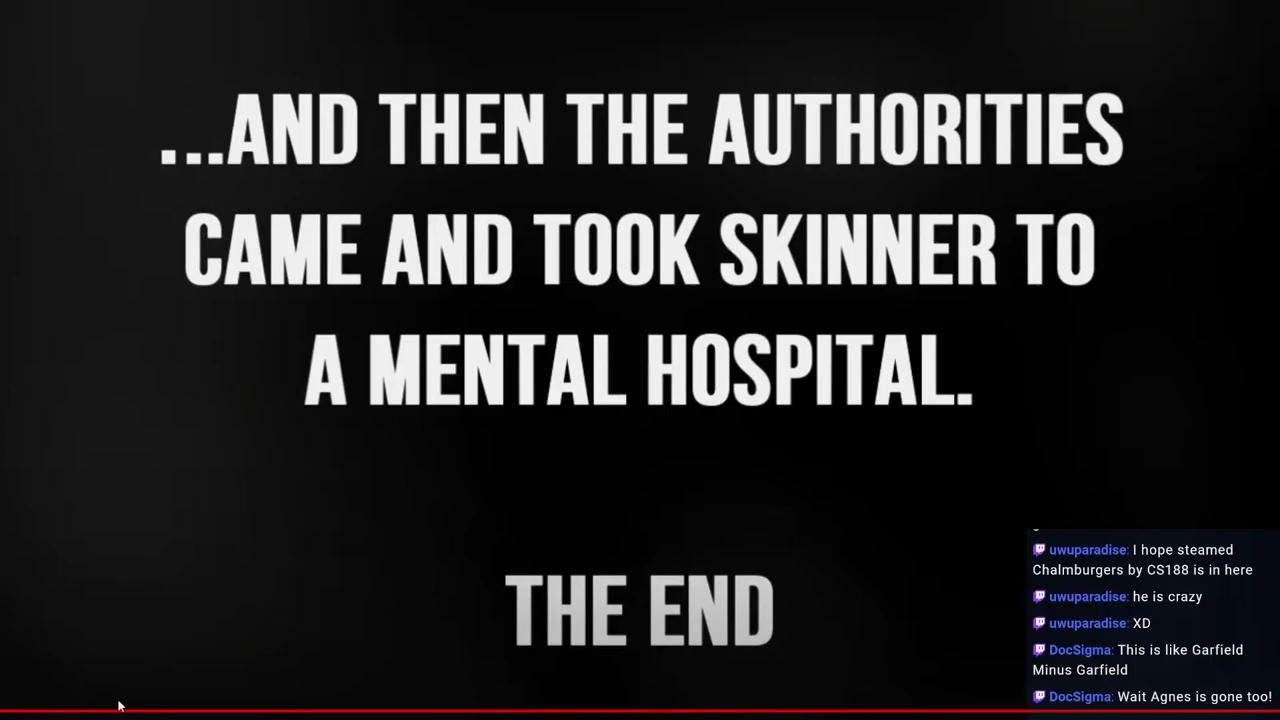 ...AND THEN THE AUTHORITIES
CAME AND TOOK SKINNER TO
A MENTAL HOSPITAL.
THE END
uwuparadise: I hope steamed
Chalmburgers by CS188 is in here
uwuparadise: he is crazy
uwuparadise: XD
DocSigma: This is like Garfield
Minus Garfield
DocSigma: Wait Agnes is gone too!